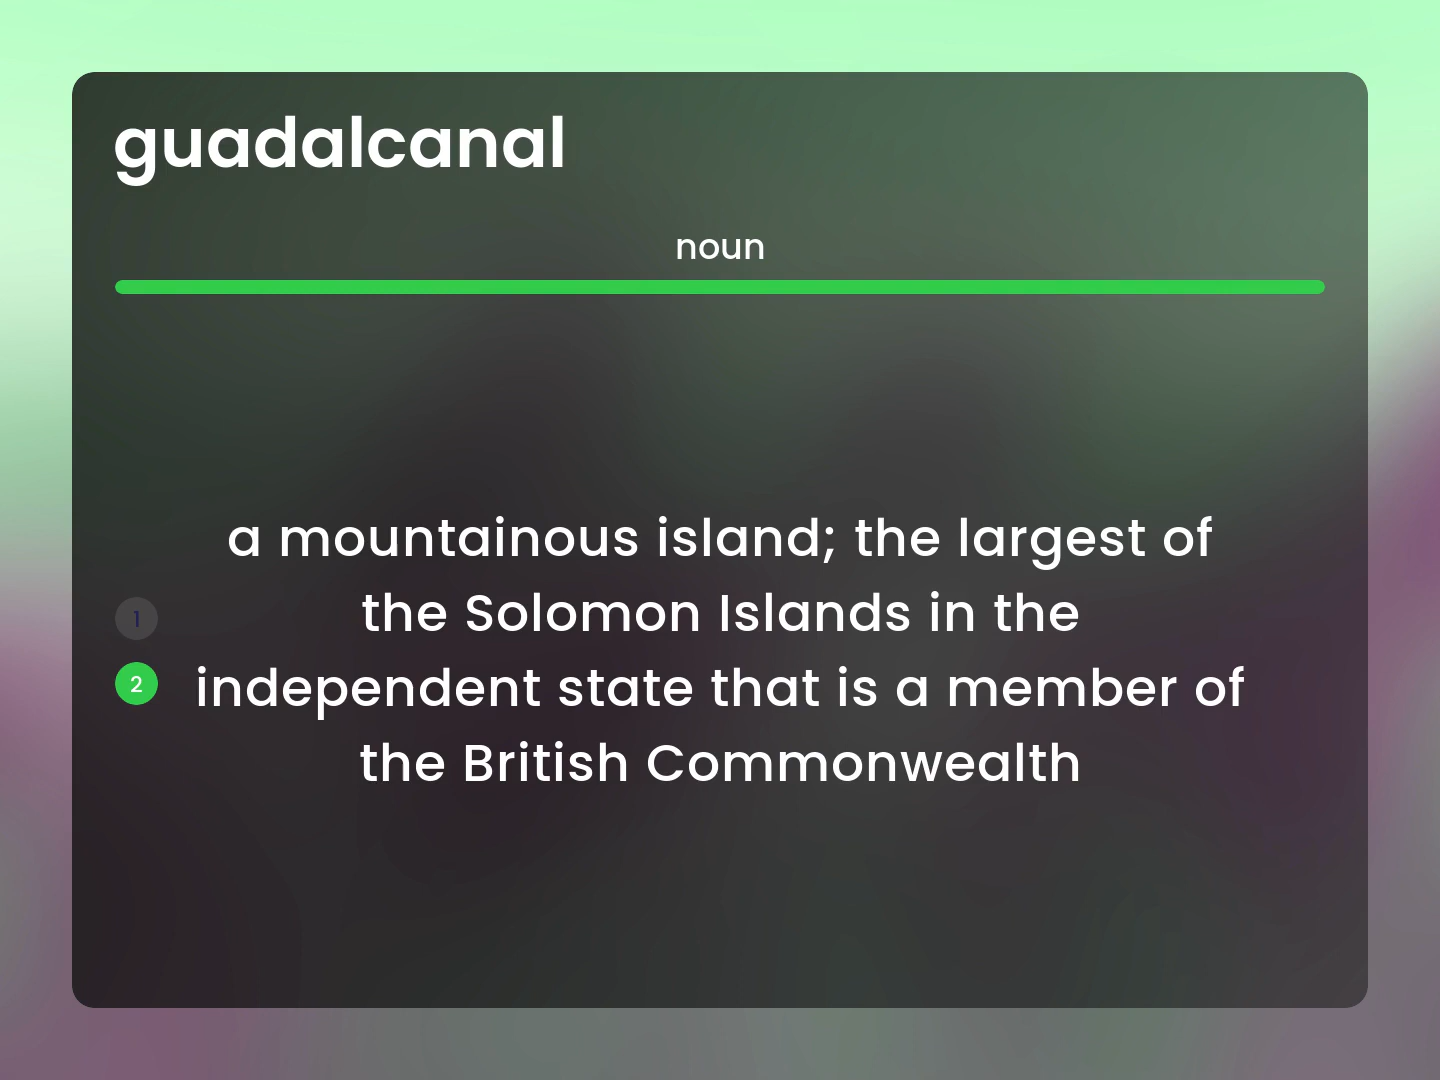 guadalcanal
noun
a mountainous island; the largest of
the Solomon Islands in the
1
independent state that is a member of
2
the British Commonwealth